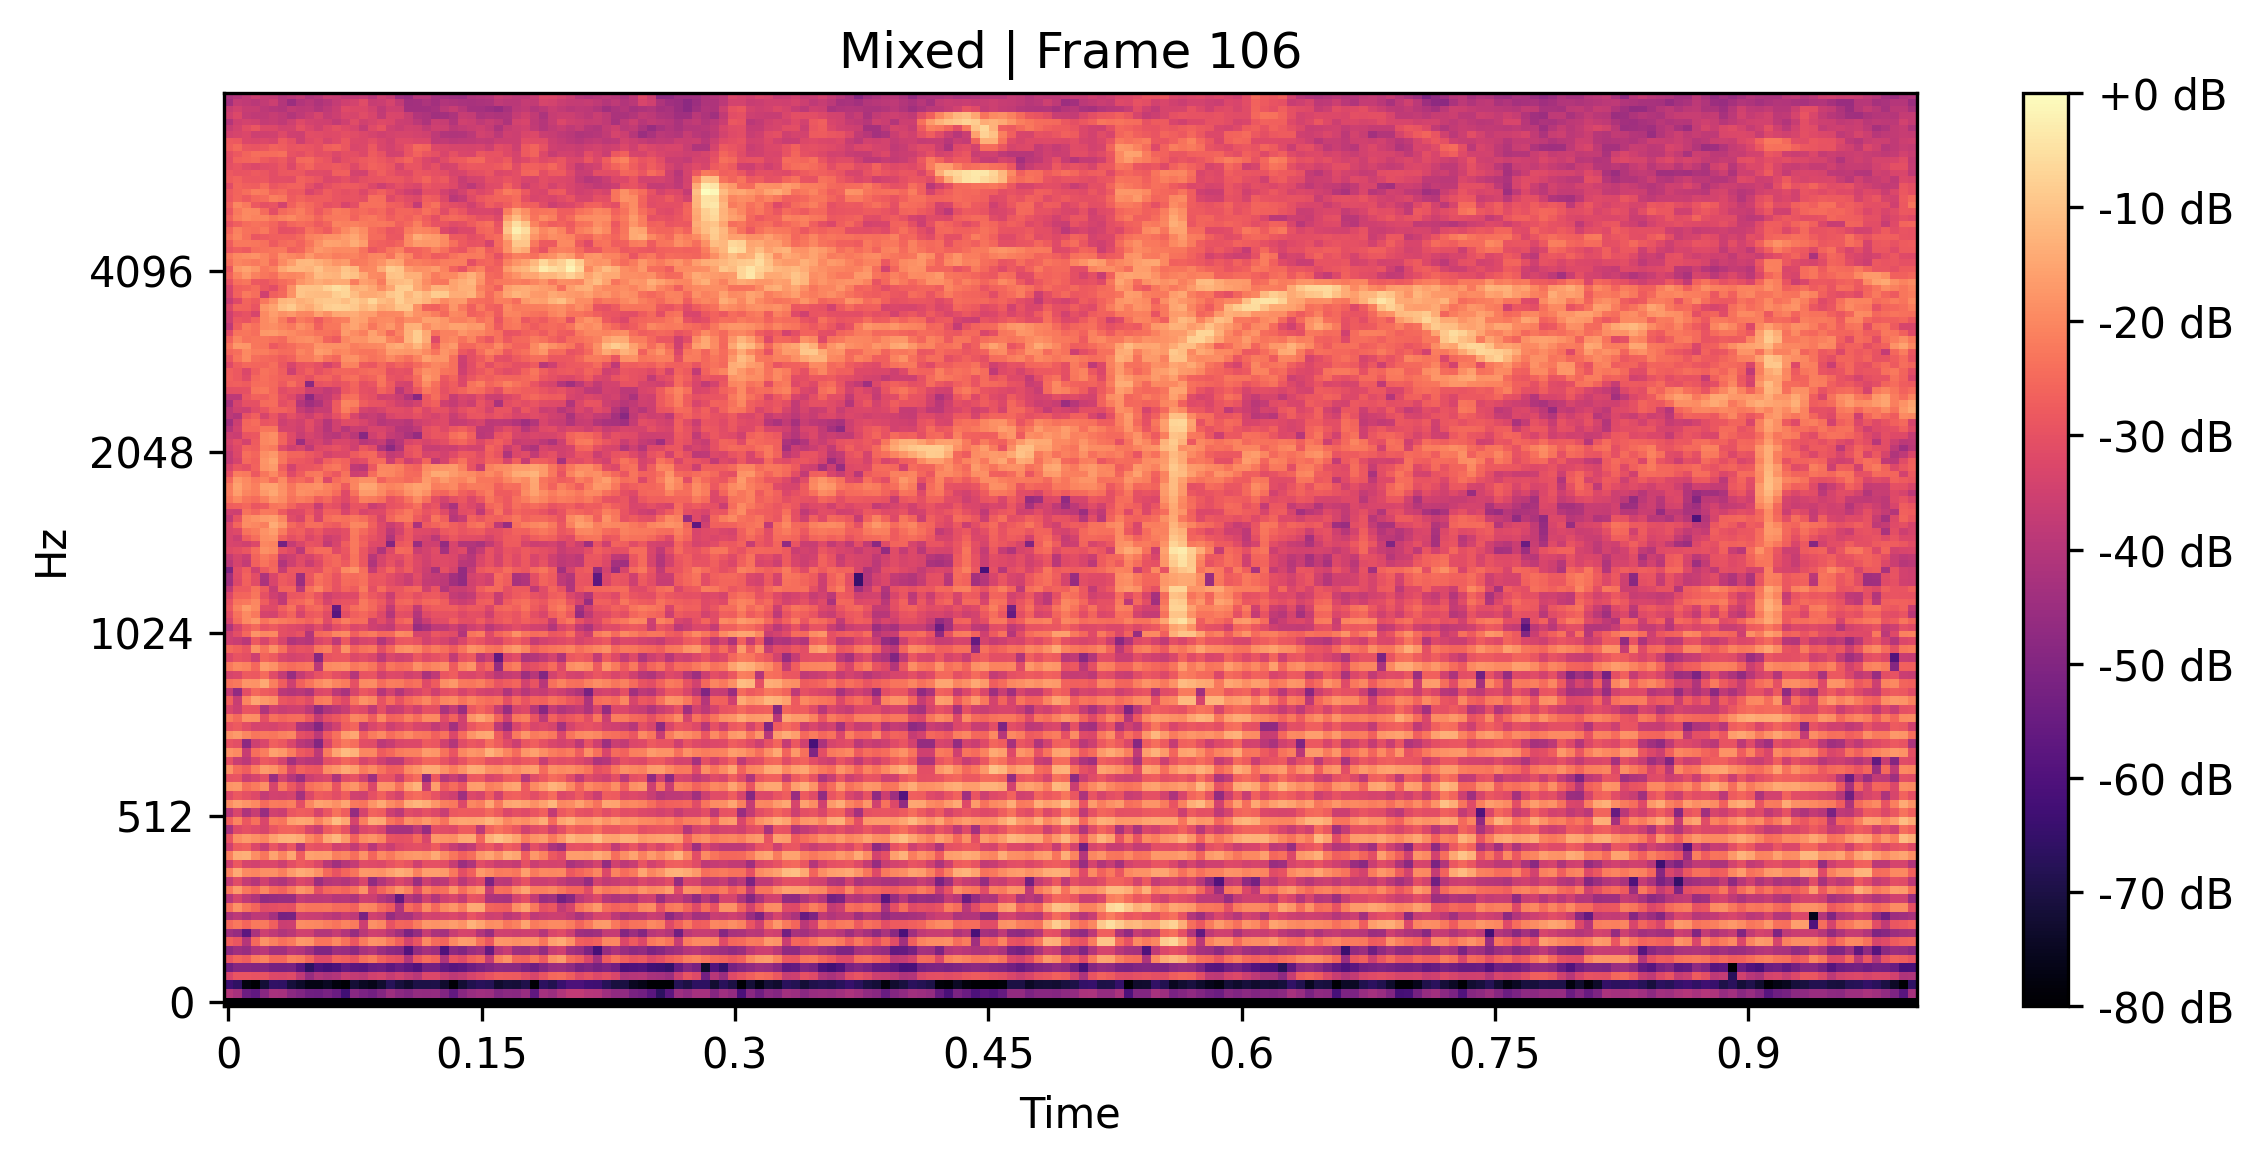 Mixed | Frame 106
+0 dB
-10 dB
-20 dB
-30 dB
-40 dB
-50 dB
-60 dB
-70 dB
-80 dB
Hz
4096
2048
1024
512
0
0 0.15 0.3 0.45 0.6 0.75 0.9
Time